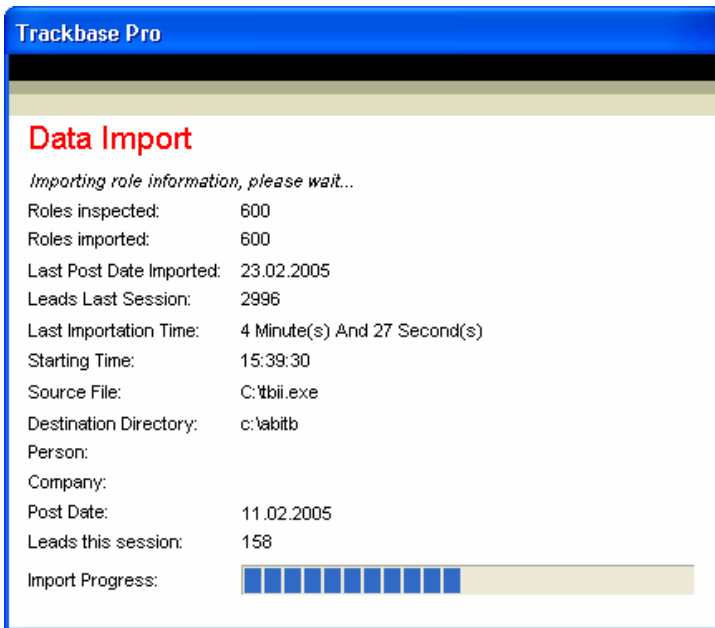 Trackbase Pro
Data Import
Importing role information, please wait...
Roles inspected: 600
Roles imported: 600
Last Post Date Imported: 23.02.2005
Leads Last Session: 2996
Last Importation Time: 4 Minute(s) And 27 Second(s)
Starting Time: 15:39:30
Source File: C:\tbii.exe
Destination Directory: c:\abitb
Person:
Company:
Post Date: 11.02.2005
Leads this session: 158
Import Progress: